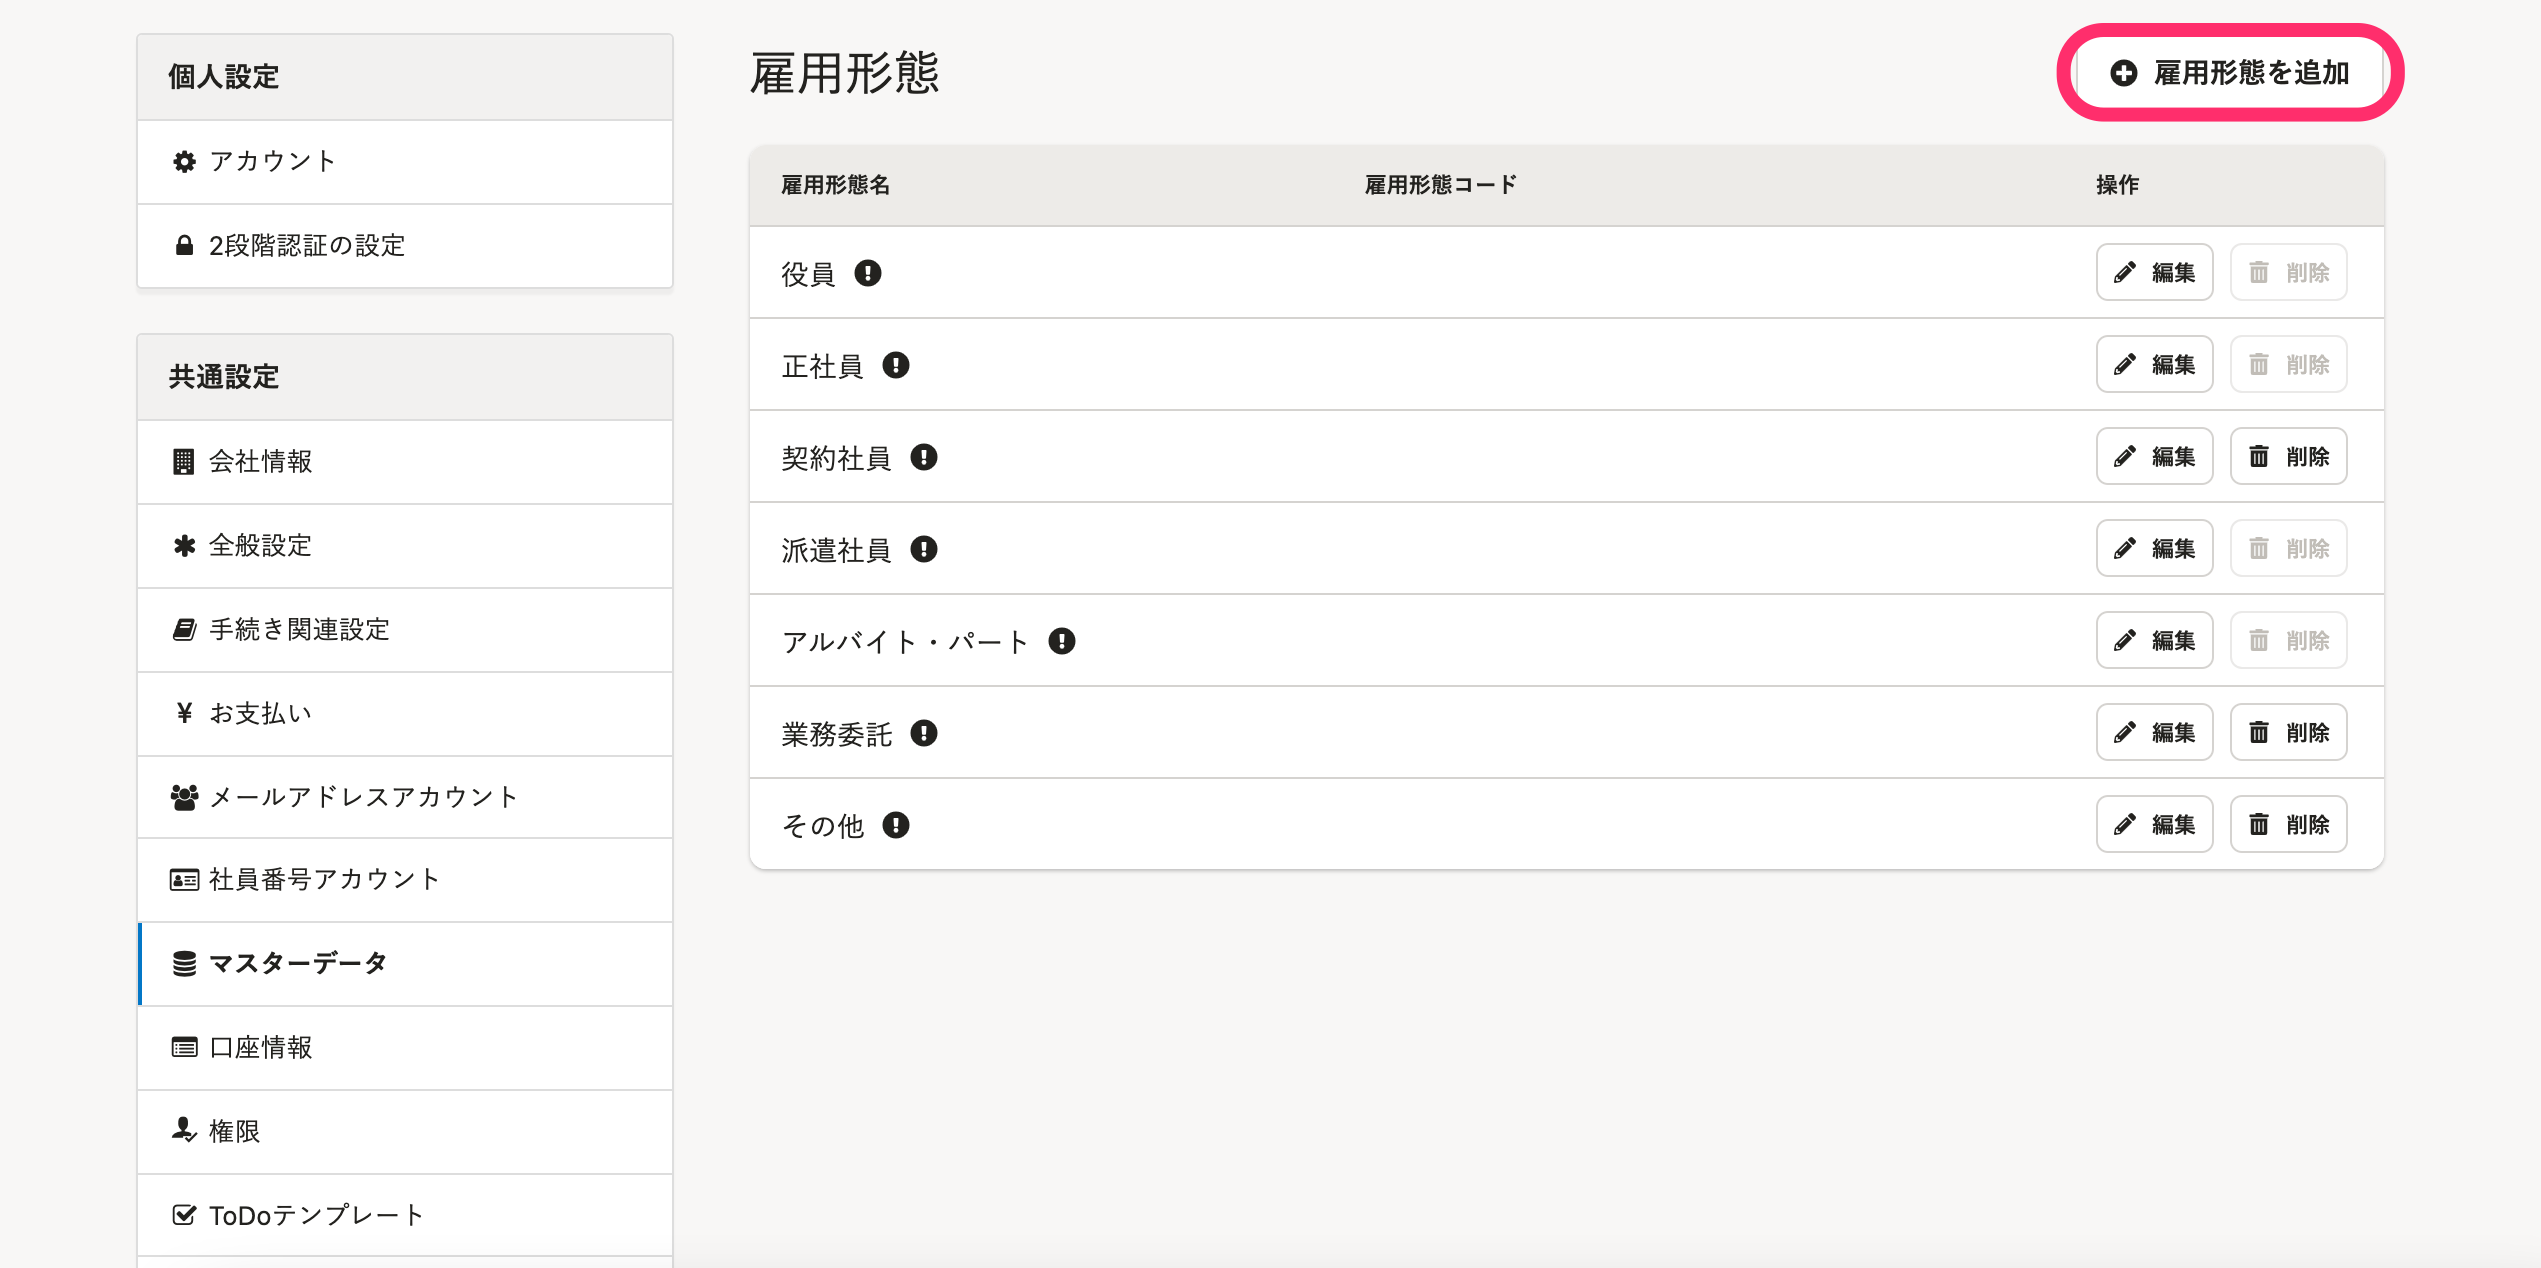 個人設定
アカウント
2段階認証の設定
共通設定
会社情報
全般設定
手続き関連設定
お支払い
メールアドレスアカウント
社員番号アカウント
マスターデータ
口座情報
権限
ToDoテンプレート
雇用形態
雇用形態を追加
雇用形態名 雇用形態コード 操作
役員 編集 削除
正社員 編集 削除
契約社員 編集 削除
派遣社員 編集 削除
アルバイト・パート 編集 削除
業務委託 編集 削除
その他 編集 削除